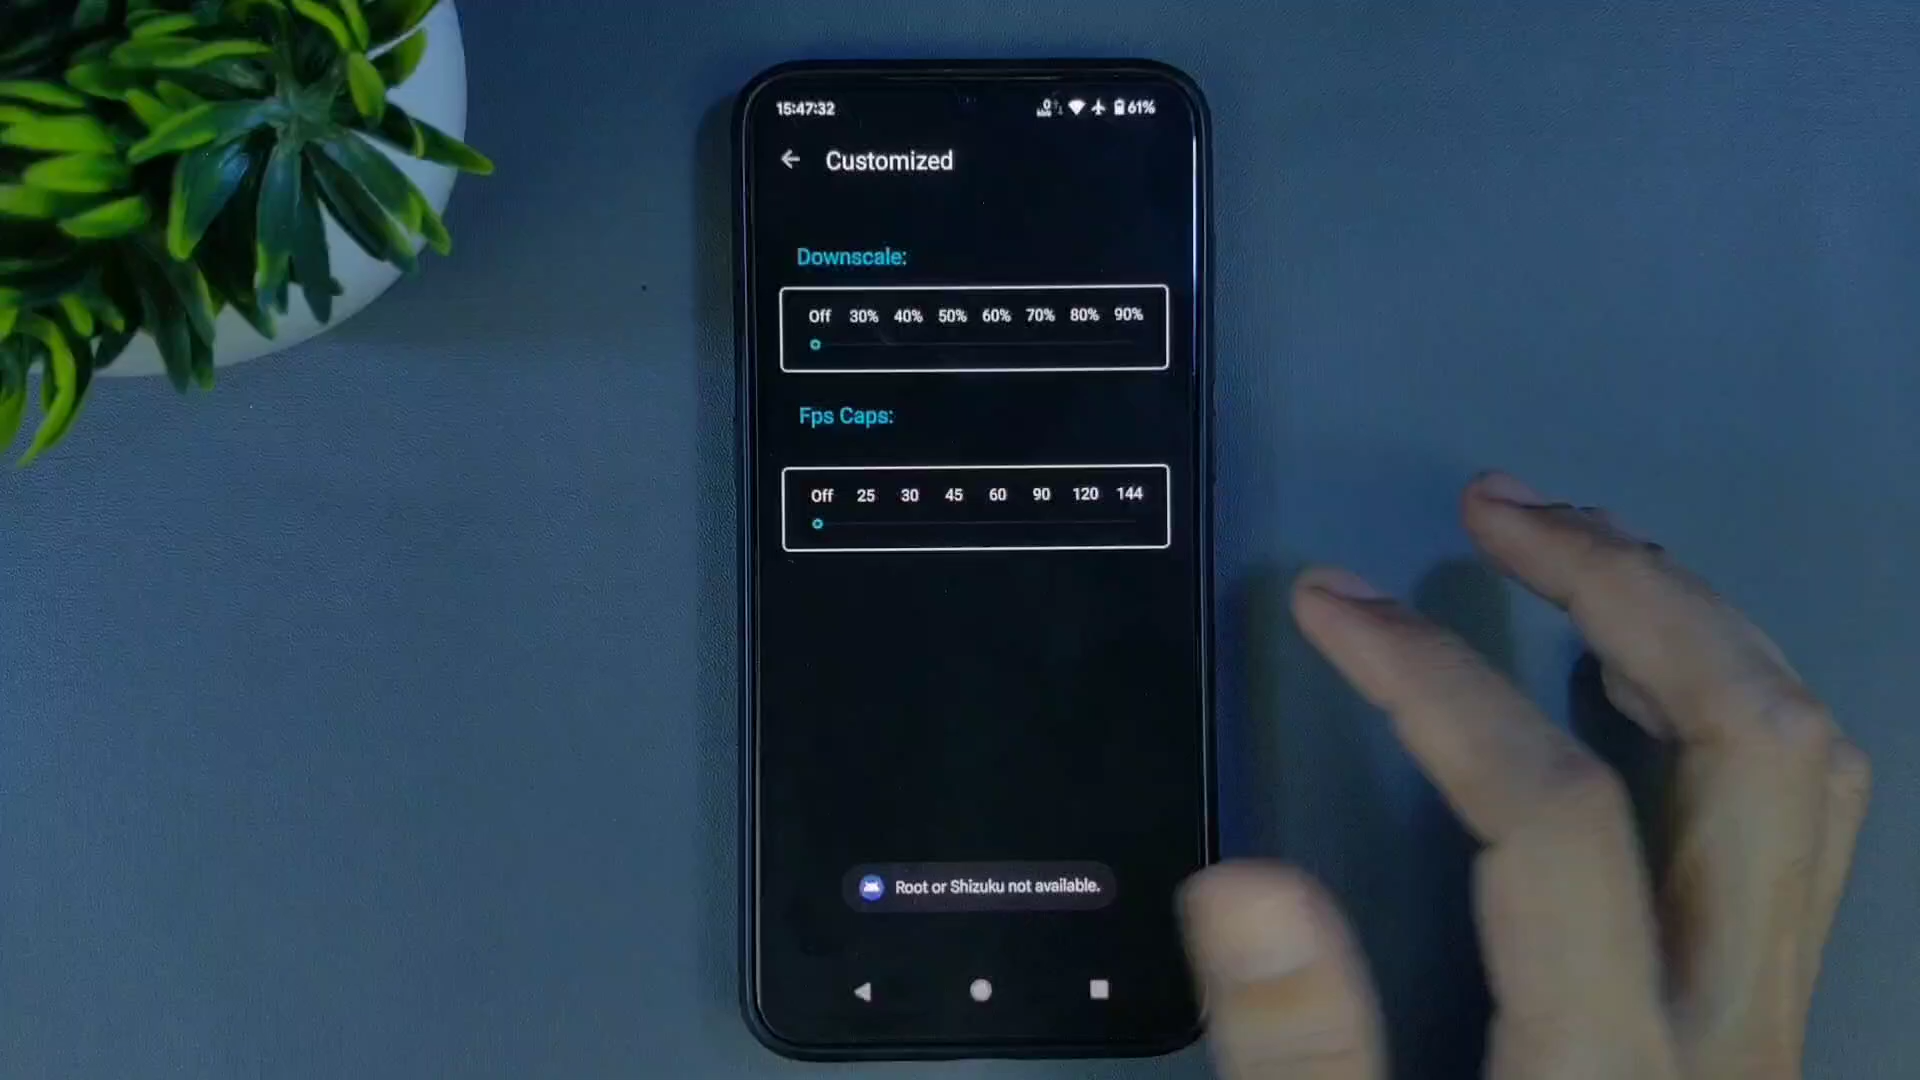 15:47:32 61%
Customized
Downscale:
Off 30% 40% 50% 60% 70% 80% 90%
Fps Caps:
Off 25 30 45 60 90 120 144
Root or Shizuku not available.